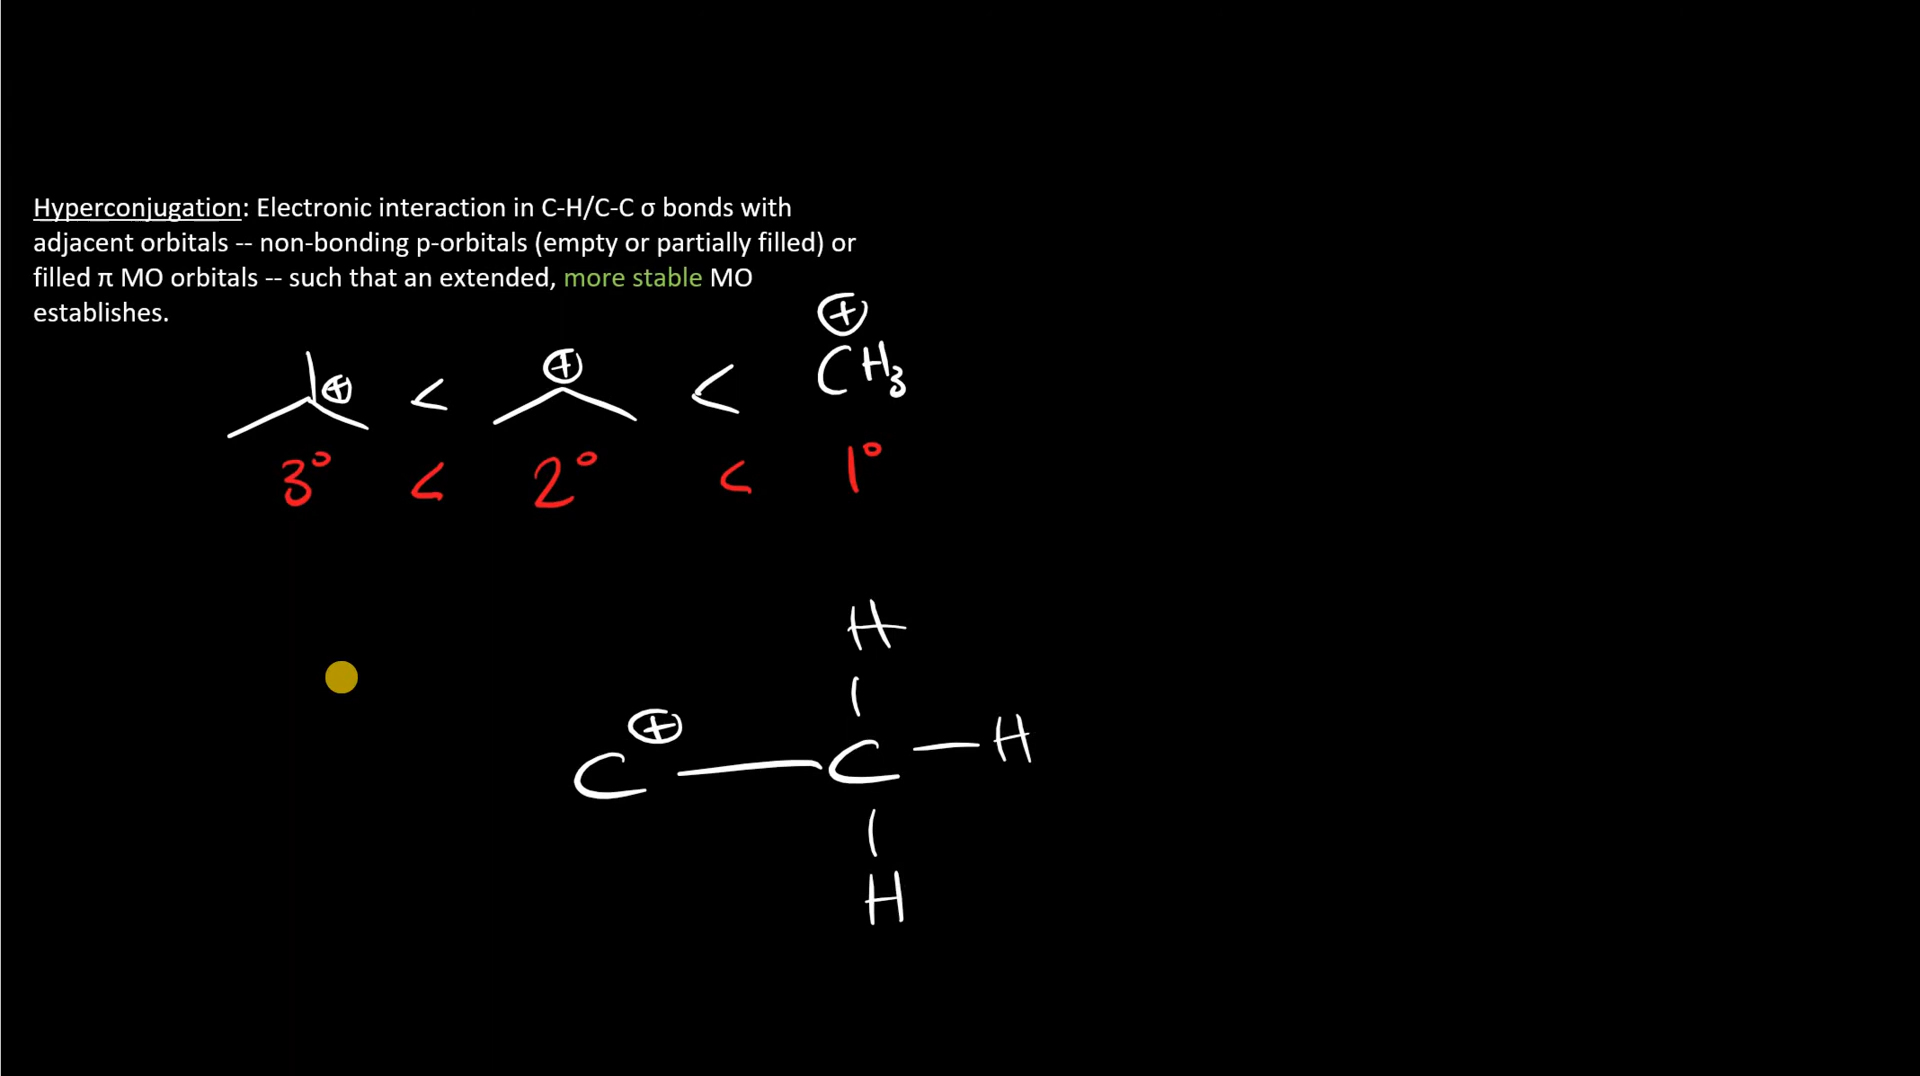 Hyperconjugation: Electronic interaction in C-H/C-C σ bonds with
adjacent orbitals -- non-bonding p-orbitals (empty or partially filled) or
filled π MO orbitals -- such that an extended, more stable MO
establishes.
⊕
⊕ < ⊕ < CH₃
3° < 2° < 1°
H
|
⊕
C — C — H
|
H